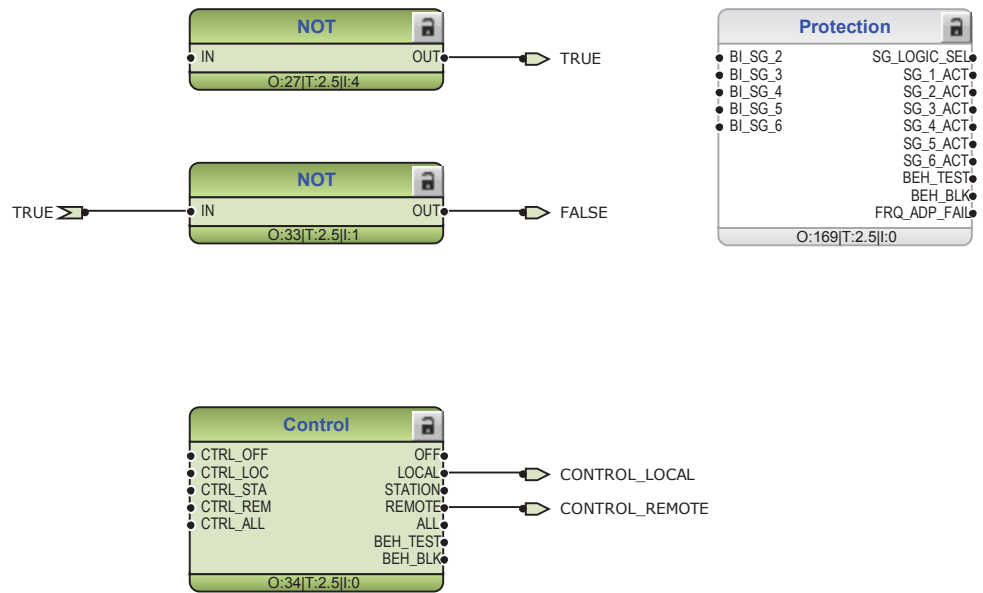 NOT
IN
OUT
TRUE
O:27|T:2.5|I:4
Protection
BI_SG_2
BI_SG_3
BI_SG_4
BI_SG_5
BI_SG_6
SG_LOGIC_SEL
SG_1_ACT
SG_2_ACT
SG_3_ACT
SG_4_ACT
SG_5_ACT
SG_6_ACT
BEH_TEST
BEH_BLK
FRQ_ADP_FAIL
O:169|T:2.5|I:0
NOT
TRUE
IN
OUT
FALSE
O:33|T:2.5|I:1
Control
CTRL_OFF
CTRL_LOC
CTRL_STA
CTRL_REM
CTRL_ALL
OFF
LOCAL
STATION
REMOTE
ALL
BEH_TEST
BEH_BLK
CONTROL_LOCAL
CONTROL_REMOTE
O:34|T:2.5|I:0